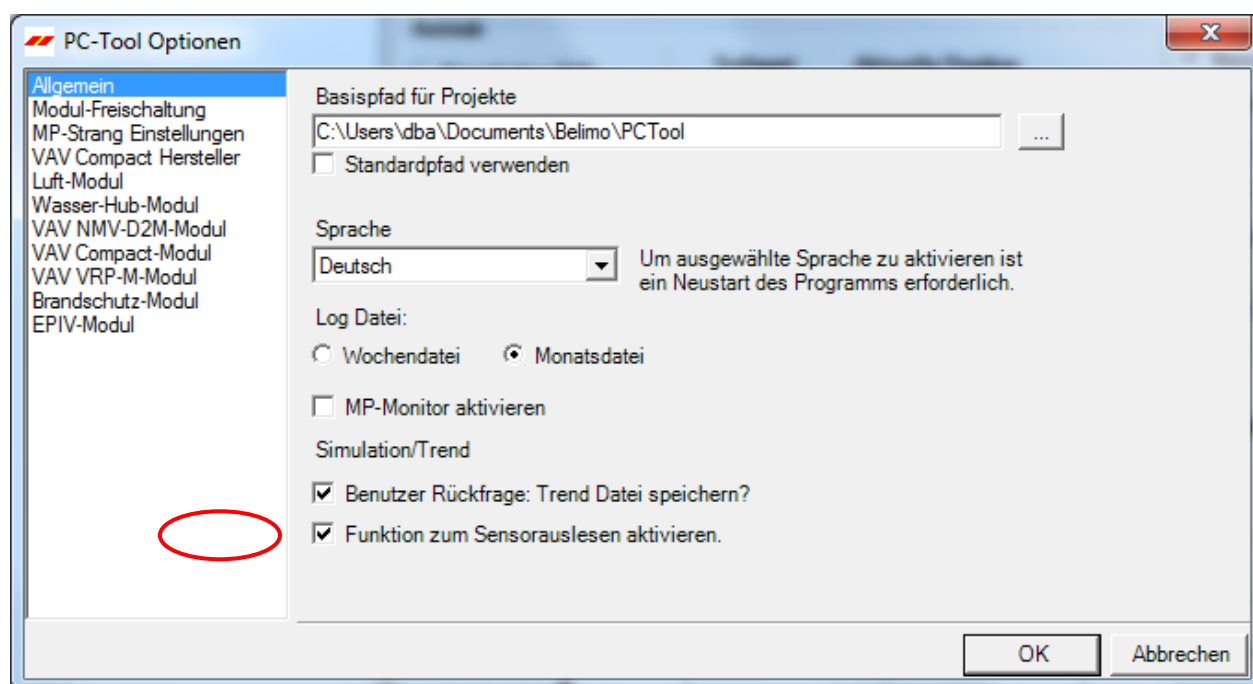 PC-Tool Optionen
Allgemein
Modul-Freischaltung
MP-Strang Einstellungen
VAV Compact Hersteller
Luft-Modul
Wasser-Hub-Modul
VAV NMV-D2M-Modul
VAV Compact-Modul
VAV VRP-M-Modul
Brandschutz-Modul
EPIV-Modul
Basispfad für Projekte
C:\Users\dba\Documents\Belimo\PCTool
...
Standardpfad verwenden
Sprache
Deutsch
Um ausgewählte Sprache zu aktivieren ist
ein Neustart des Programms erforderlich.
Log Datei:
Wochendatei
Monatsdatei
MP-Monitor aktivieren
Simulation/Trend
Benutzer Rückfrage: Trend Datei speichern?
Funktion zum Sensorauslesen aktivieren.
OK
Abbrechen